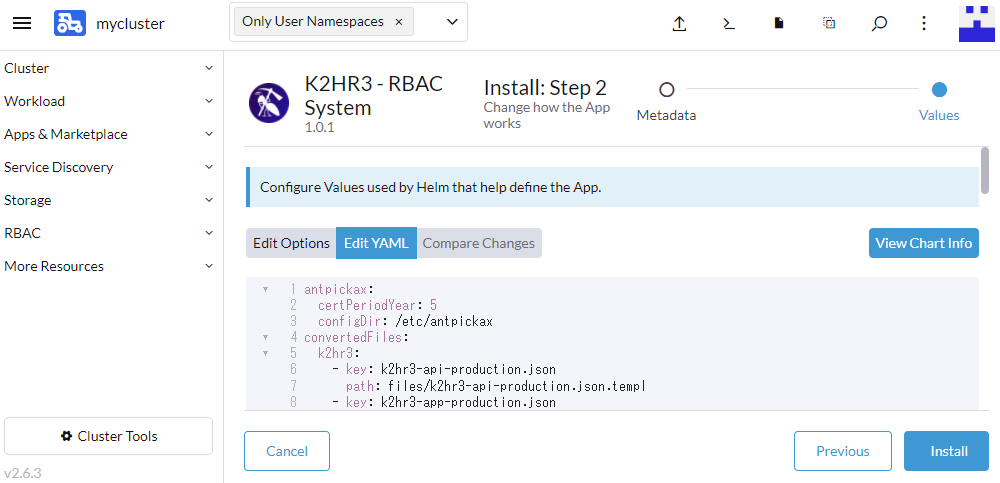 mycluster
Only User Namespaces ×
Cluster
Workload
Apps & Marketplace
Service Discovery
Storage
RBAC
More Resources
Cluster Tools
v2.6.3
K2HR3 - RBAC
System
1.0.1
Install: Step 2
Change how the App
works
Metadata
Values
Configure Values used by Helm that help define the App.
Edit Options
Edit YAML
Compare Changes
View Chart Info
1 antpickax:
2 certPeriodYear: 5
3 configDir: /etc/antpickax
4 convertedFiles:
5 k2hr3:
6 - key: k2hr3-api-production.json
7 path: files/k2hr3-api-production.json.templ
8 - key: k2hr3-app-production.json
Cancel
Previous
Install